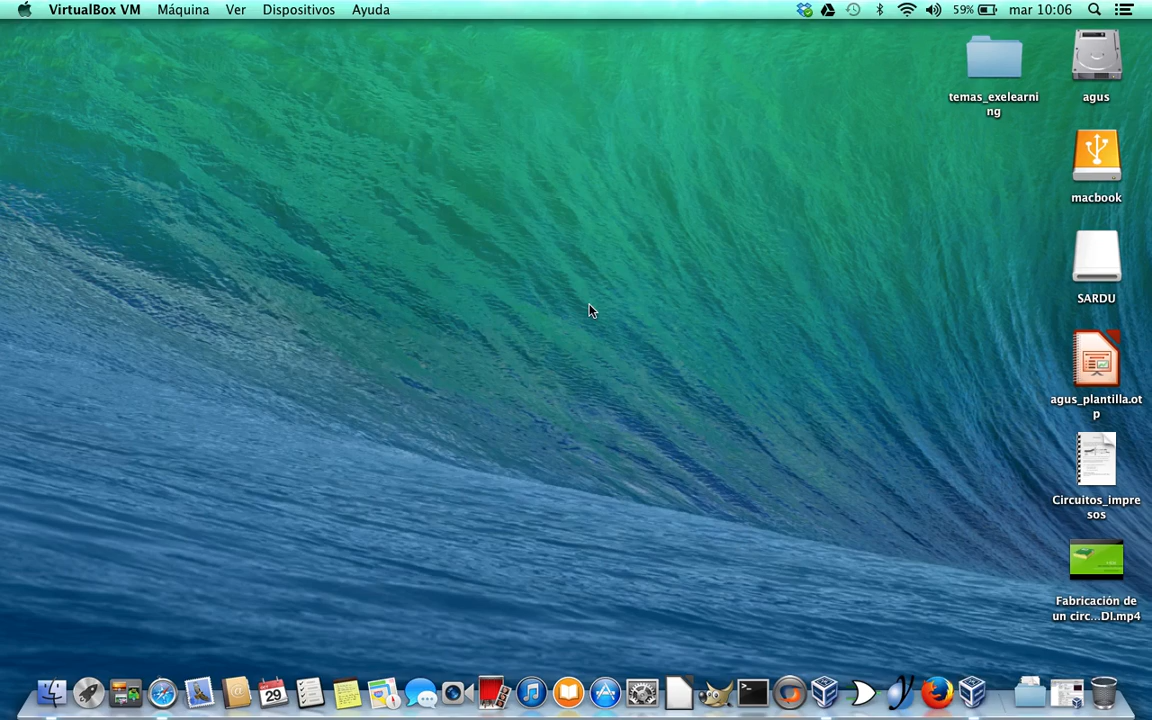 VirtualBox VM Máquina Ver Dispositivos Ayuda 59% mar 10:06
temas_exelearni
ng
agus
macbook
SARDU
agus_plantilla.ot
p
Circuitos_impre
sos
Fabricación de
un circ...DI.mp4
29